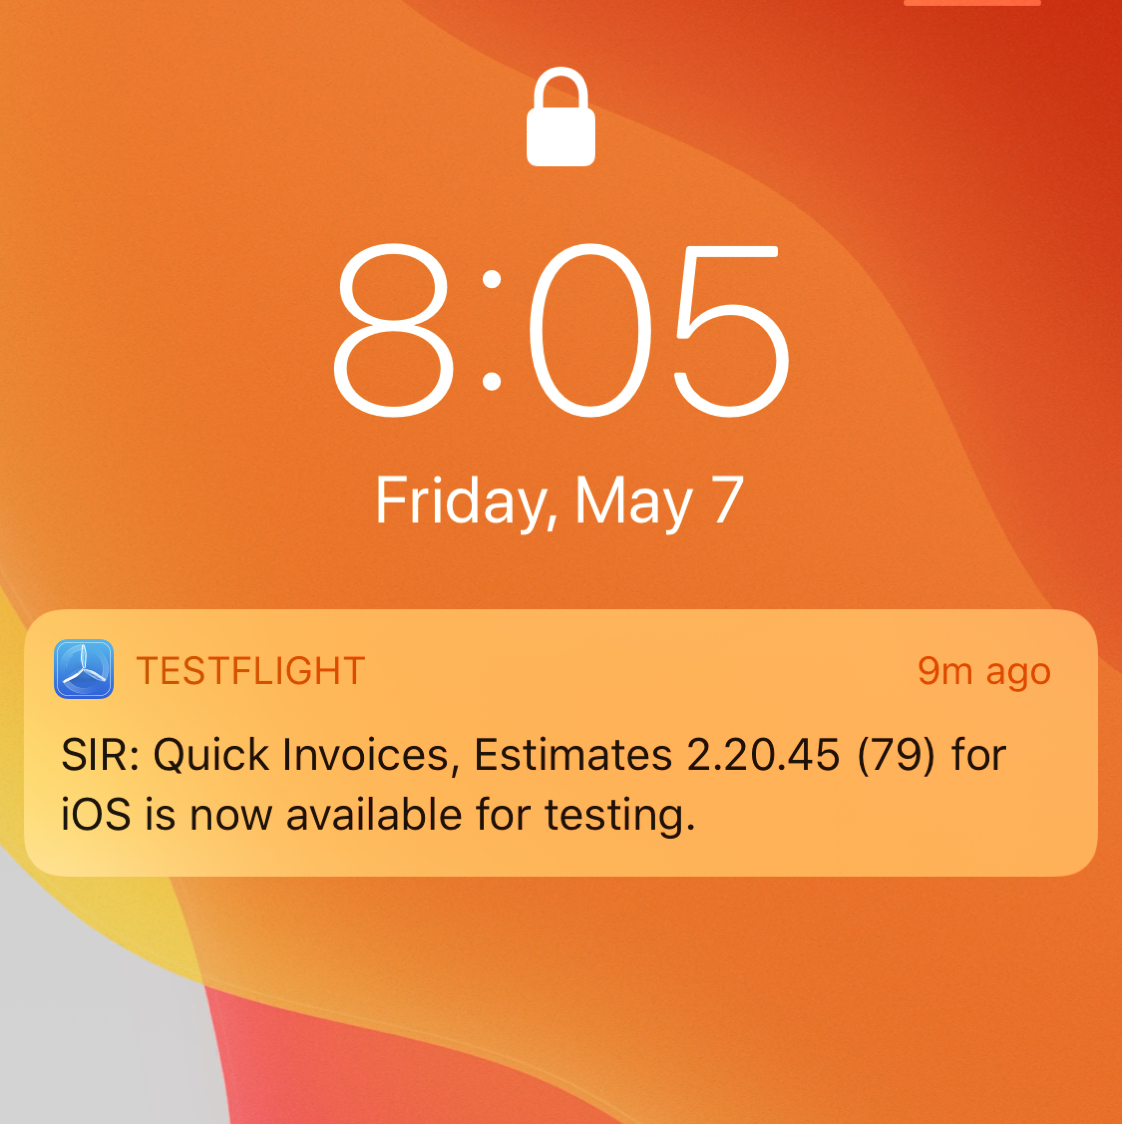 8:05
Friday, May 7
TESTFLIGHT 9m ago
SIR: Quick Invoices, Estimates 2.20.45 (79) for
iOS is now available for testing.